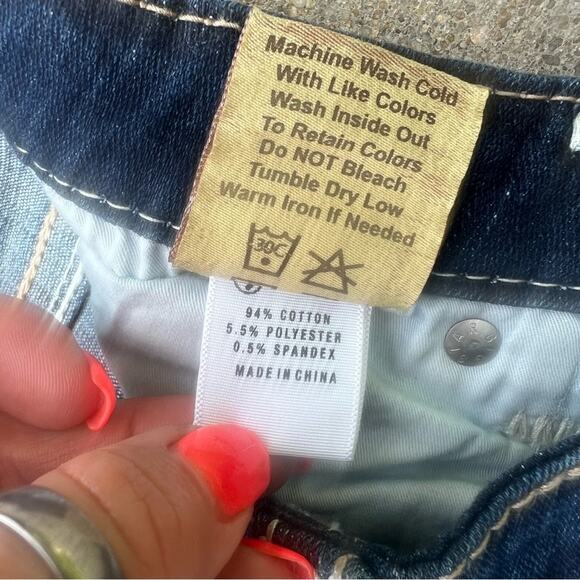 Machine Wash Cold
With Like Colors
Wash Inside Out
To Retain Colors
Do NOT Bleach
Tumble Dry Low
Warm Iron If Needed
30C
94% COTTON
5.5% POLYESTER
0.5% SPANDEX
MADE IN CHINA